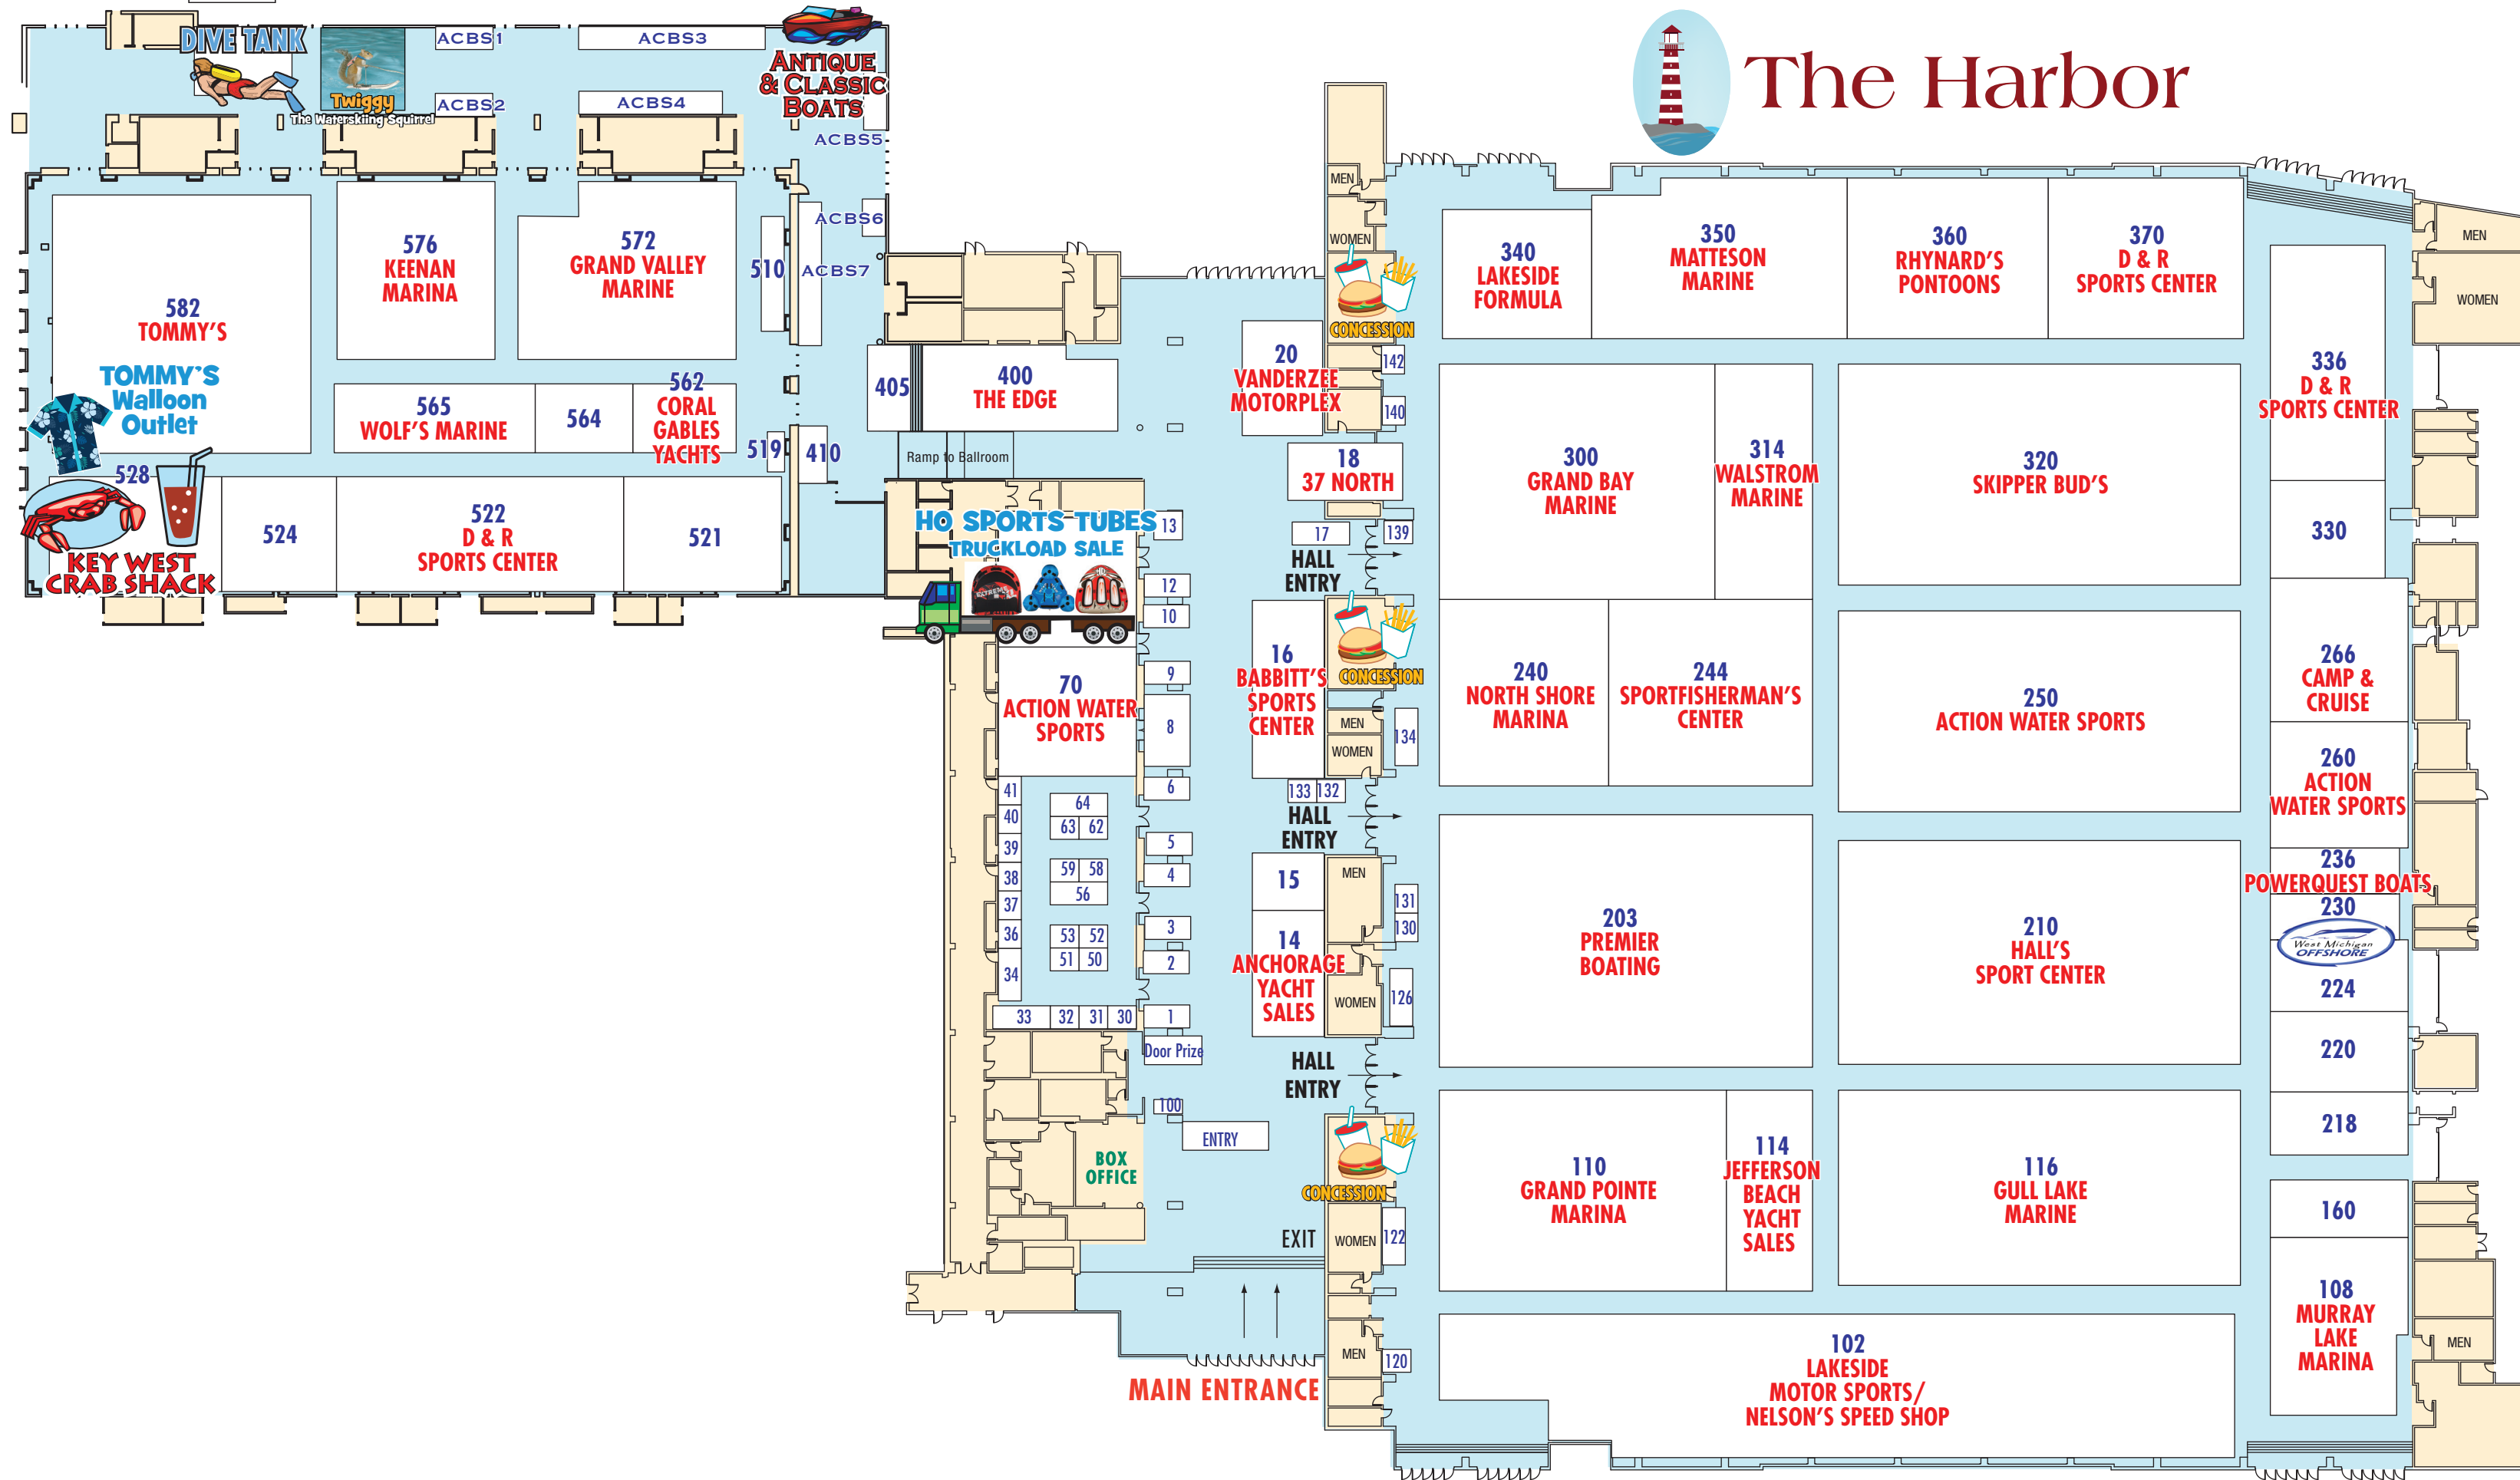 The Harbor
DIVE TANK
Twiggy
The Waterskiing Squirrel
ACBS1
ACBS2
ACBS3
ACBS4
ANTIQUE
& CLASSIC
BOATS
ACBS5
ACBS6
ACBS7
582
TOMMY'S
TOMMY'S
Walloon
Outlet
576
KEENAN
MARINA
572
GRAND VALLEY
MARINE
510
565
WOLF'S MARINE
564
562
CORAL
GABLES
YACHTS
519
410
528
KEY WEST
CRAB SHACK
524
522
D & R
SPORTS CENTER
521
405
400
THE EDGE
Ramp to Ballroom
HO SPORTS TUBES
TRUCKLOAD SALE
70
ACTION WATER
SPORTS
13
12
10
9
8
6
5
4
3
2
1
41
40
39
38
37
36
34
64
63 62
59 58
56
53 52
51 50
33 32 31 30
Door Prize
100
ENTRY
BOX
OFFICE
EXIT
MAIN ENTRANCE
MEN
WOMEN
CONCESSION
20
VANDERZEE
MOTORPLEX
142
140
18
37 NORTH
17
139
HALL
ENTRY
16
BABBITT'S
SPORTS
CENTER
CONCESSION
MEN
WOMEN
134
133 132
HALL
ENTRY
15
MEN
131
130
14
ANCHORAGE
YACHT
SALES
WOMEN
126
HALL
ENTRY
CONCESSION
WOMEN
122
MEN
120
340
LAKESIDE
FORMULA
350
MATTESON
MARINE
360
RHYNARD'S
PONTOONS
370
D & R
SPORTS CENTER
MEN
WOMEN
300
GRAND BAY
MARINE
314
WALSTROM
MARINE
320
SKIPPER BUD'S
336
D & R
SPORTS CENTER
330
240
NORTH SHORE
MARINA
244
SPORTFISHERMAN'S
CENTER
250
ACTION WATER SPORTS
266
CAMP &
CRUISE
260
ACTION
WATER SPORTS
203
PREMIER
BOATING
210
HALL'S
SPORT CENTER
236
POWERQUEST BOATS
230
West Michigan
OFFSHORE
224
220
218
110
GRAND POINTE
MARINA
114
JEFFERSON
BEACH
YACHT
SALES
116
GULL LAKE
MARINE
160
108
MURRAY
LAKE
MARINA
MEN
102
LAKESIDE
MOTOR SPORTS/
NELSON'S SPEED SHOP